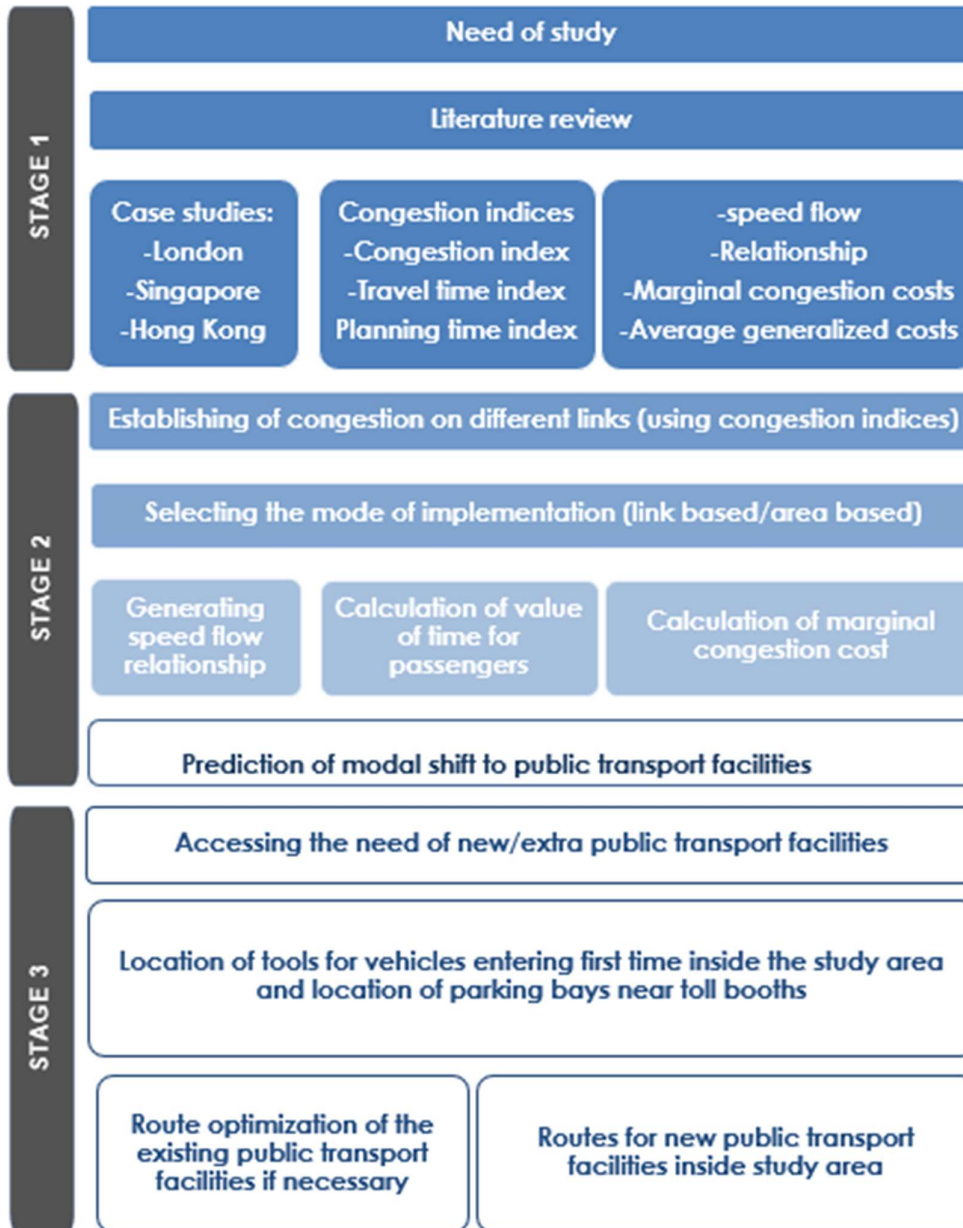 STAGE 1
Need of study
Literature review
Case studies:
-London
-Singapore
-Hong Kong
Congestion indices
-Congestion index
-Travel time index
Planning time index
-speed flow
-Relationship
-Marginal congestion costs
-Average generalized costs
STAGE 2
Establishing of congestion on different links (using congestion indices)
Selecting the mode of implementation (link based/area based)
Generating
speed flow
relationship
Calculation of value
of time for
passengers
Calculation of marginal
congestion cost
Prediction of modal shift to public transport facilities
STAGE 3
Accessing the need of new/extra public transport facilities
Location of tools for vehicles entering first time inside the study area
and location of parking bays near toll booths
Route optimization of the
existing public transport
facilities if necessary
Routes for new public transport
facilities inside study area